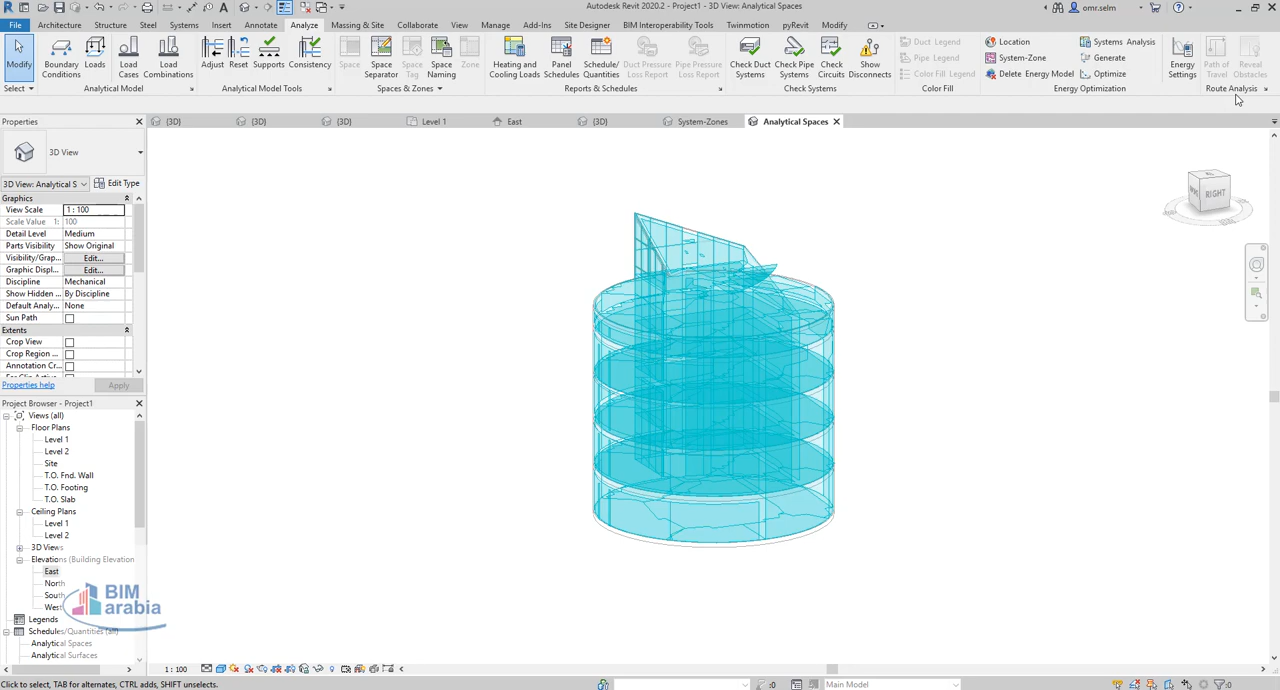 Autodesk Revit 2020.2 - Project1 - 3D View: Analytical Spaces
omr.selm
File Architecture Structure Steel Systems Insert Annotate Analyze Massing & Site Collaborate View Manage Add-Ins Site Designer BIM Interoperability Tools Twinmotion pyRevit Modify
Modify
Boundary Conditions
Loads
Load Cases
Load Combinations
Adjust
Reset
Supports
Consistency
Space
Space Separator
Space Tag
Space Naming
Zone
Heating and Cooling Loads
Panel Schedules
Schedule/ Quantities
Duct Pressure Loss Report
Pipe Pressure Loss Report
Check Duct Systems
Check Pipe Systems
Check Circuits
Show Disconnects
Duct Legend
Pipe Legend
Color Fill Legend
Location
System-Zone
Delete Energy Model
Systems Analysis
Generate
Optimize
Energy Settings
Path of Travel
Reveal Obstacles
Select Analytical Model Analytical Model Tools Spaces & Zones Reports & Schedules Check Systems Color Fill Energy Optimization Route Analysis
Properties
{3D} {3D} {3D} Level 1 East {3D} System-Zones Analytical Spaces
3D View
3D View: Analytical S Edit Type
Graphics
View Scale 1 : 100
Scale Value 1: 100
Detail Level Medium
Parts Visibility Show Original
Visibility/Grap... Edit...
Graphic Displ... Edit...
Discipline Mechanical
Show Hidden ... By Discipline
Default Analy... None
Sun Path
Extents
Crop View
Crop Region ...
Annotation Cr...
Properties help Apply
Project Browser - Project1
Views (all)
Floor Plans
Level 1
Level 2
Site
T.O. Fnd. Wall
T.O. Footing
T.O. Slab
Ceiling Plans
Level 1
Level 2
3D Views
Elevations (Building Elevation
East
North
South
West
Legends
Schedules/Quantities (all)
Analytical Spaces
Analytical Surfaces
BIM
arabia
RIGHT
1 : 100
Click to select, TAB for alternates, CTRL adds, SHIFT unselects.
:0
Main Model
:0